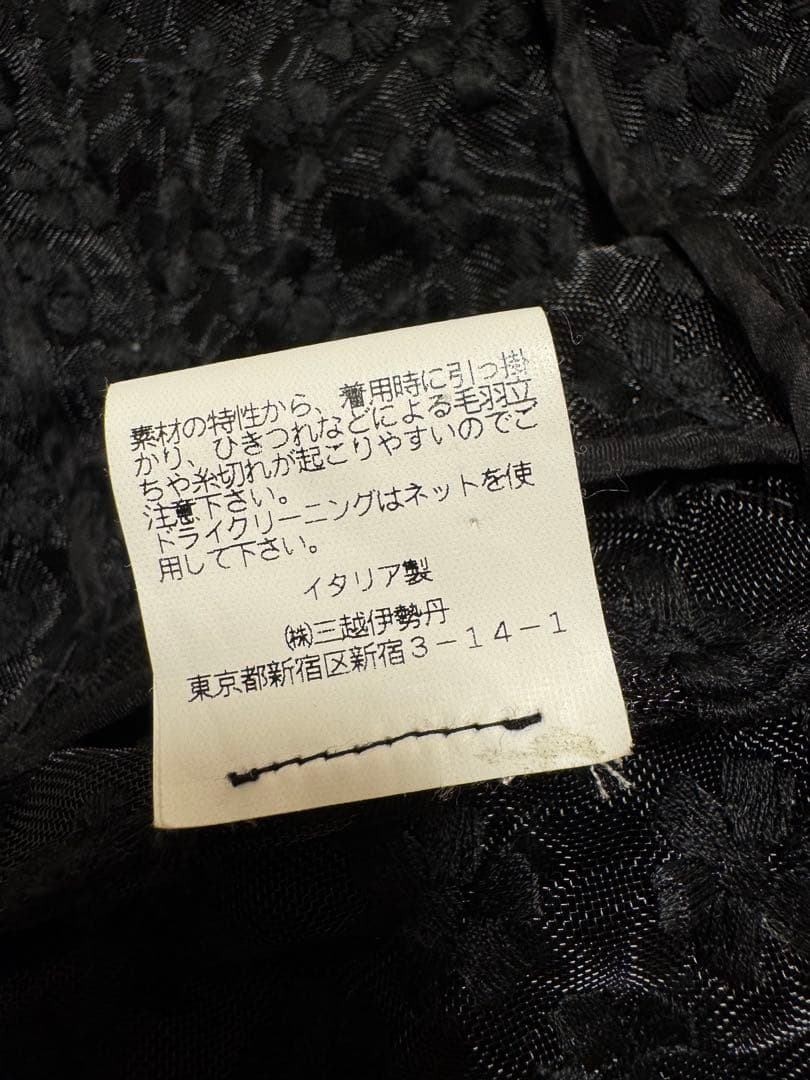 素材の特性から、着用時に引っ掛
かり、ひきつれなどによる毛羽立
ちや糸切れが起こりやすいのでご
注意下さい。
ドライクリーニングはネットを使
用して下さい。
イタリア製
㈱三越伊勢丹
東京都新宿区新宿3-14-1